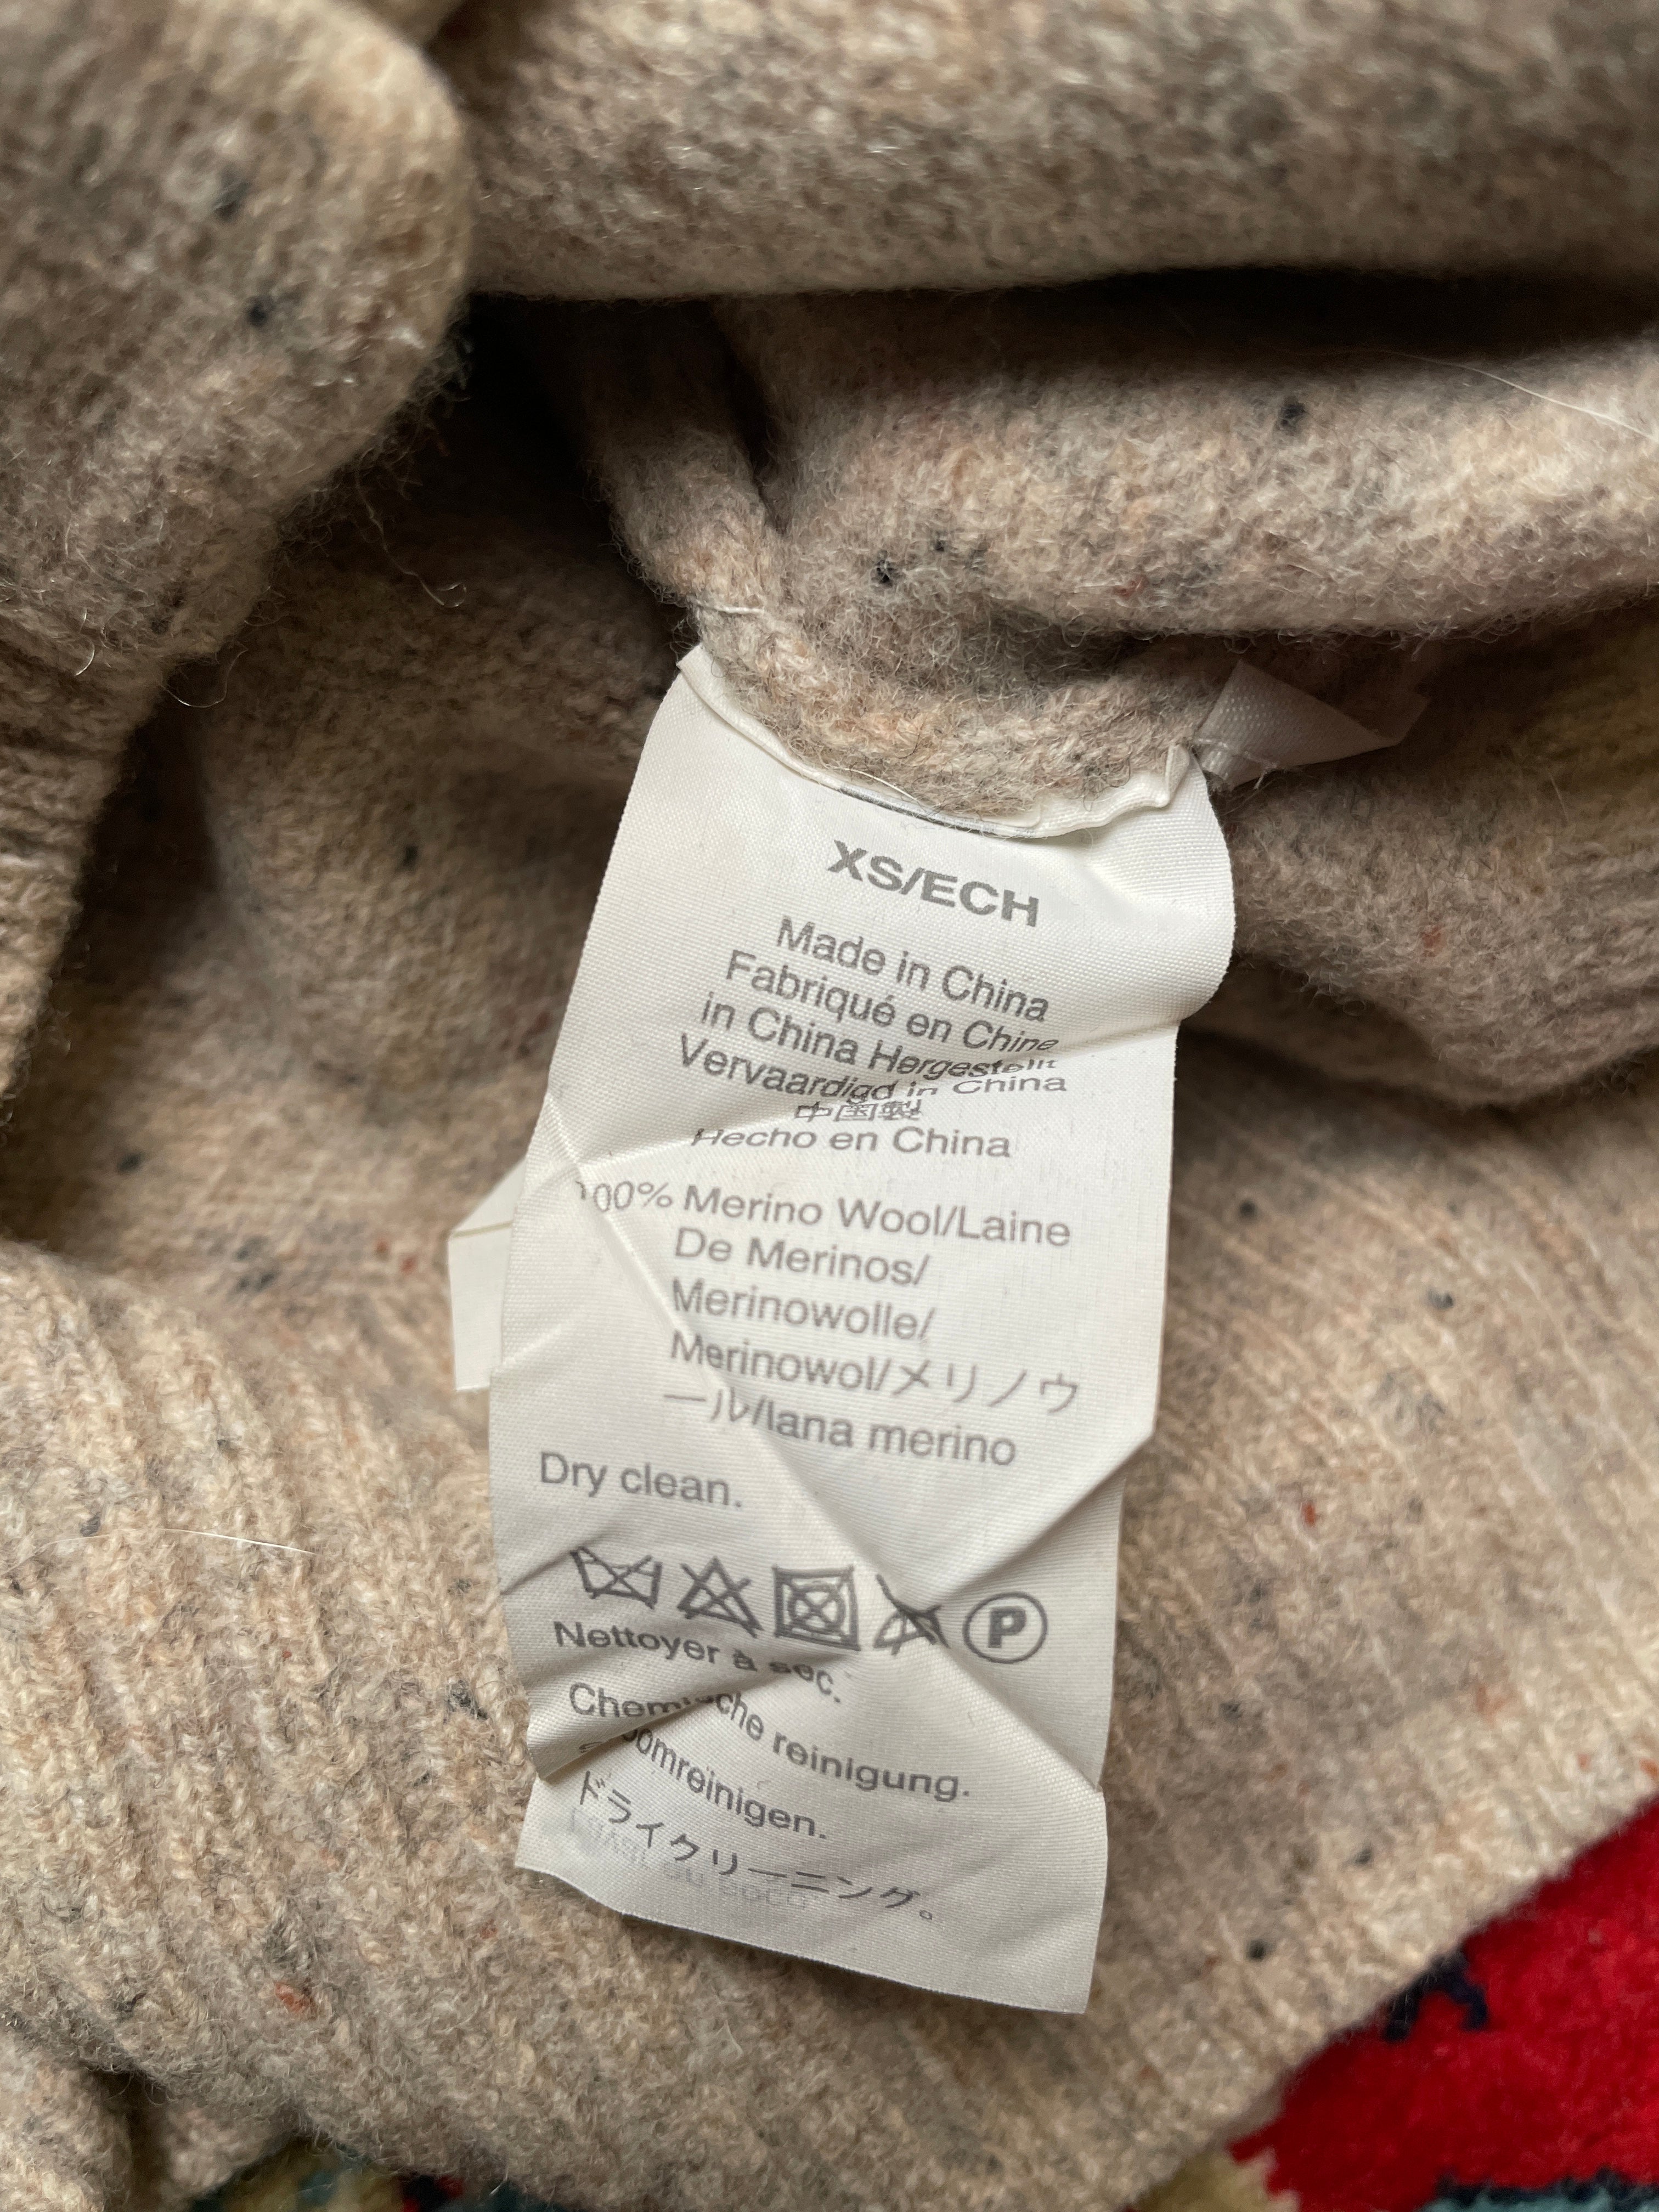 XS/ECH
Made in China
Fabriqué en Chine
in China Hergestellt
Vervaardigd in China
中国製
Hecho en China
100% Merino Wool/Laine
De Merinos/
Merinowolle/
Merinowol/メリノウ
ール/lana merino
Dry clean.
P
Nettoyer à sec.
Chemische reinigung.
ドライクリーニング。